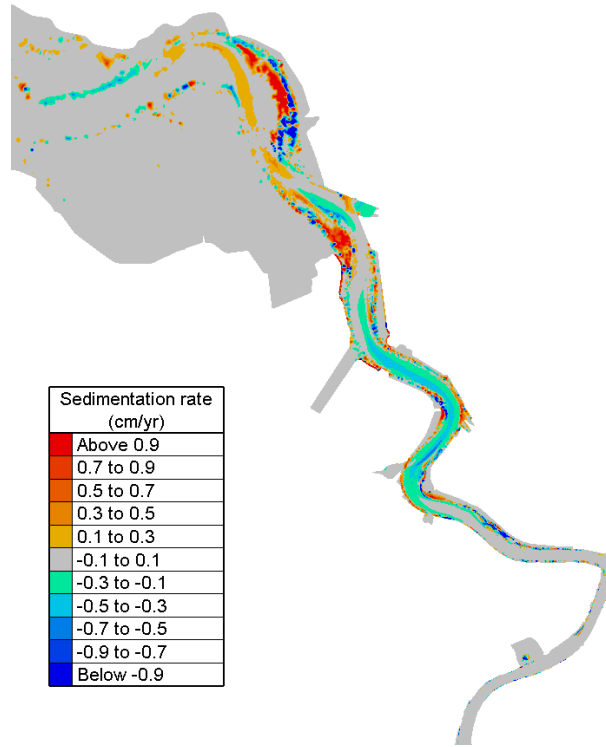 Sedimentation rate
(cm/yr)
Above 0.9
0.7 to 0.9
0.5 to 0.7
0.3 to 0.5
0.1 to 0.3
-0.1 to 0.1
-0.3 to -0.1
-0.5 to -0.3
-0.7 to -0.5
-0.9 to -0.7
Below -0.9